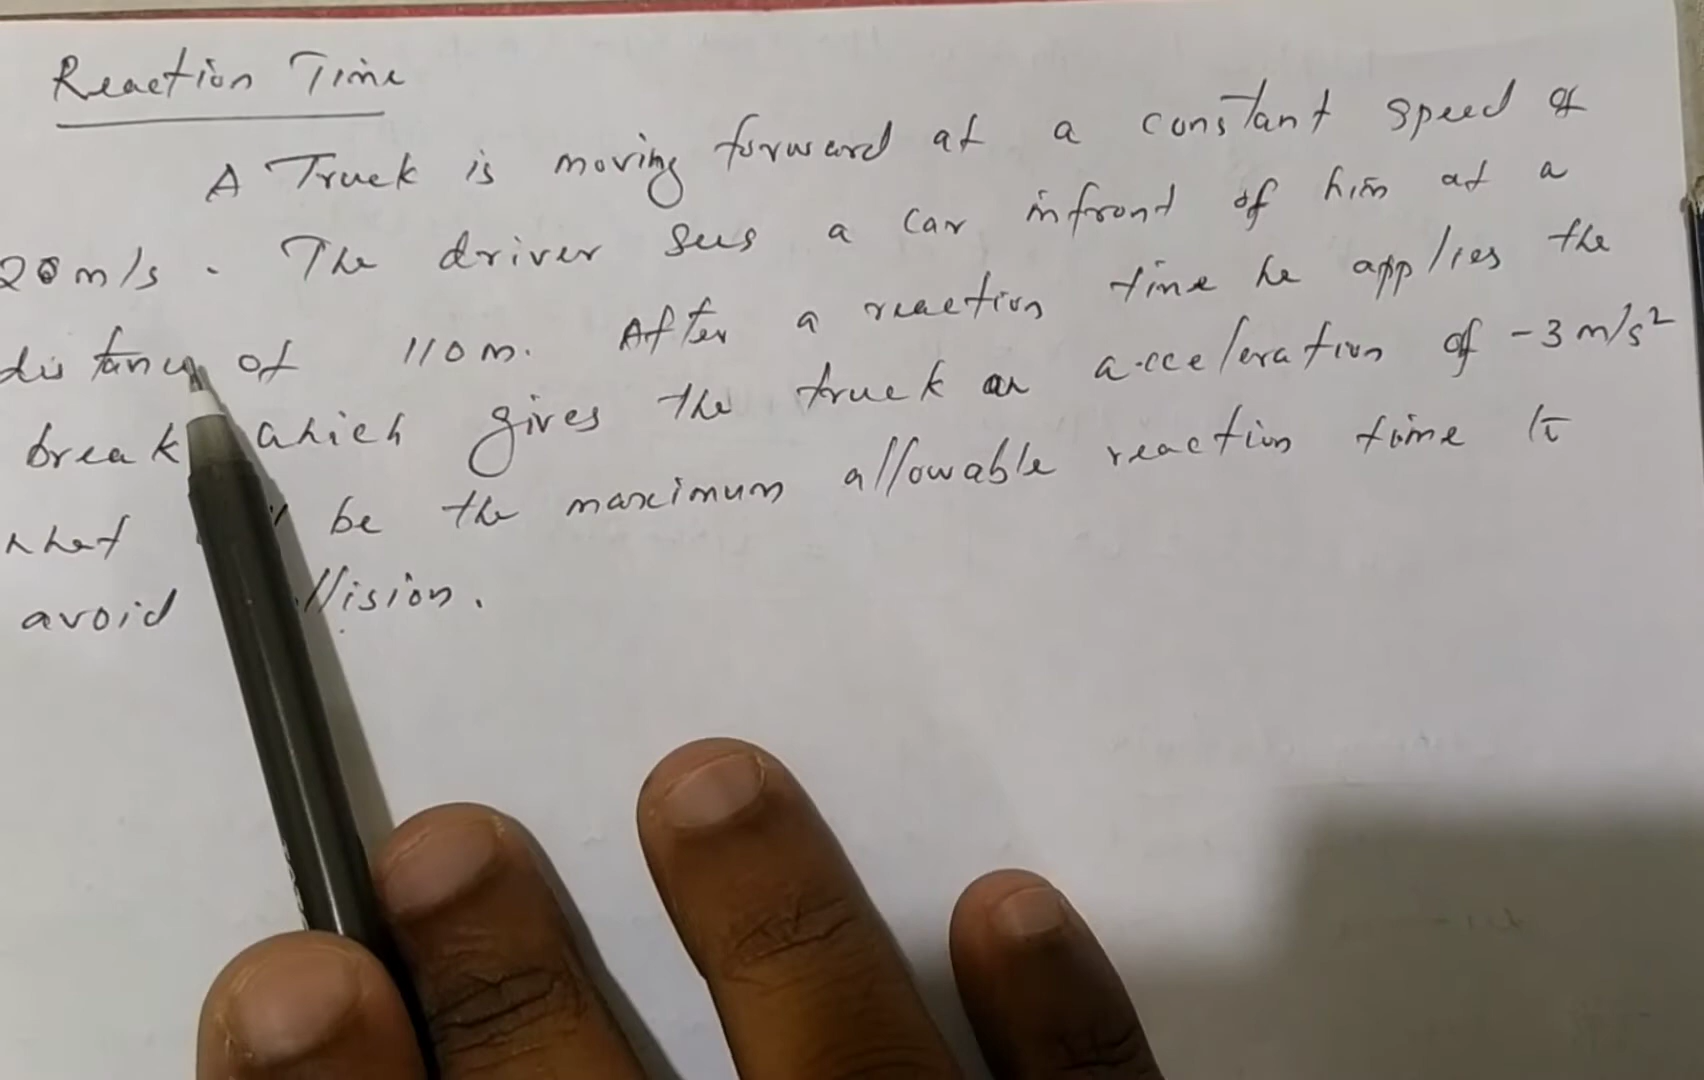 Reaction Time
A Truck is moving forward at a constant speed of
20 m/s. The driver sees a car infront of him at a
distance of 110 m. After a reaction time he applies the
break which gives the truck an acceleration of -3 m/s²
what be the maximum allowable reaction time to
avoid